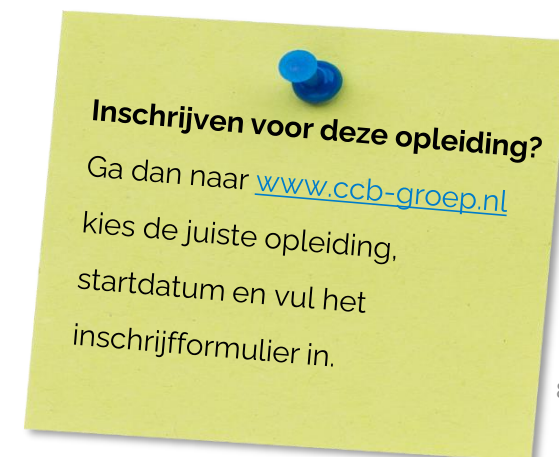 Inschrijven voor deze opleiding?
Ga dan naar www.ccb-groep.nl
kies de juiste opleiding,
startdatum en vul het
inschrijfformulier in.